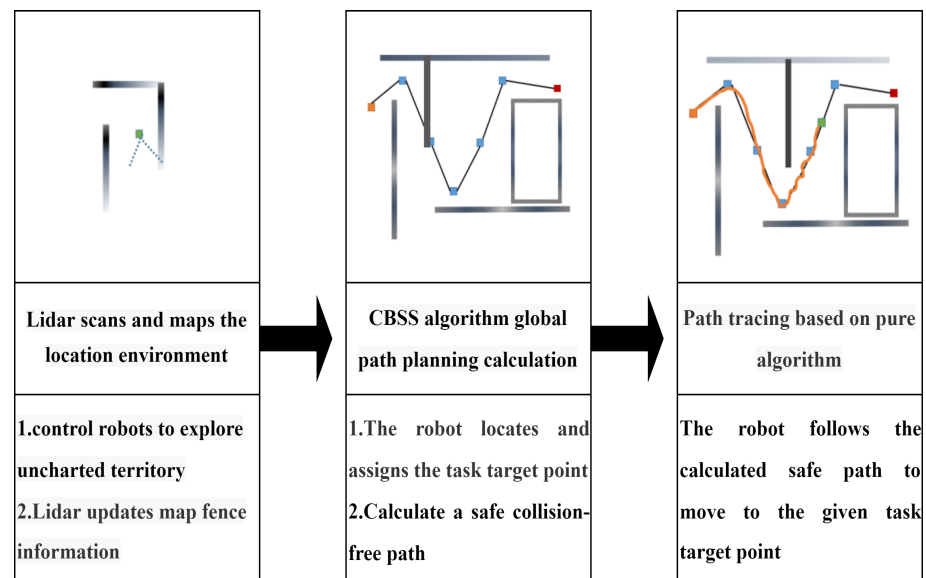 Lidar scans and maps the
location environment
1.control robots to explore
uncharted territory
2.Lidar updates map fence
information
CBSS algorithm global
path planning calculation
1.The robot locates and
assigns the task target point
2.Calculate a safe collision-
free path
Path tracing based on pure
algorithm
The robot follows the
calculated safe path to
move to the given task
target point